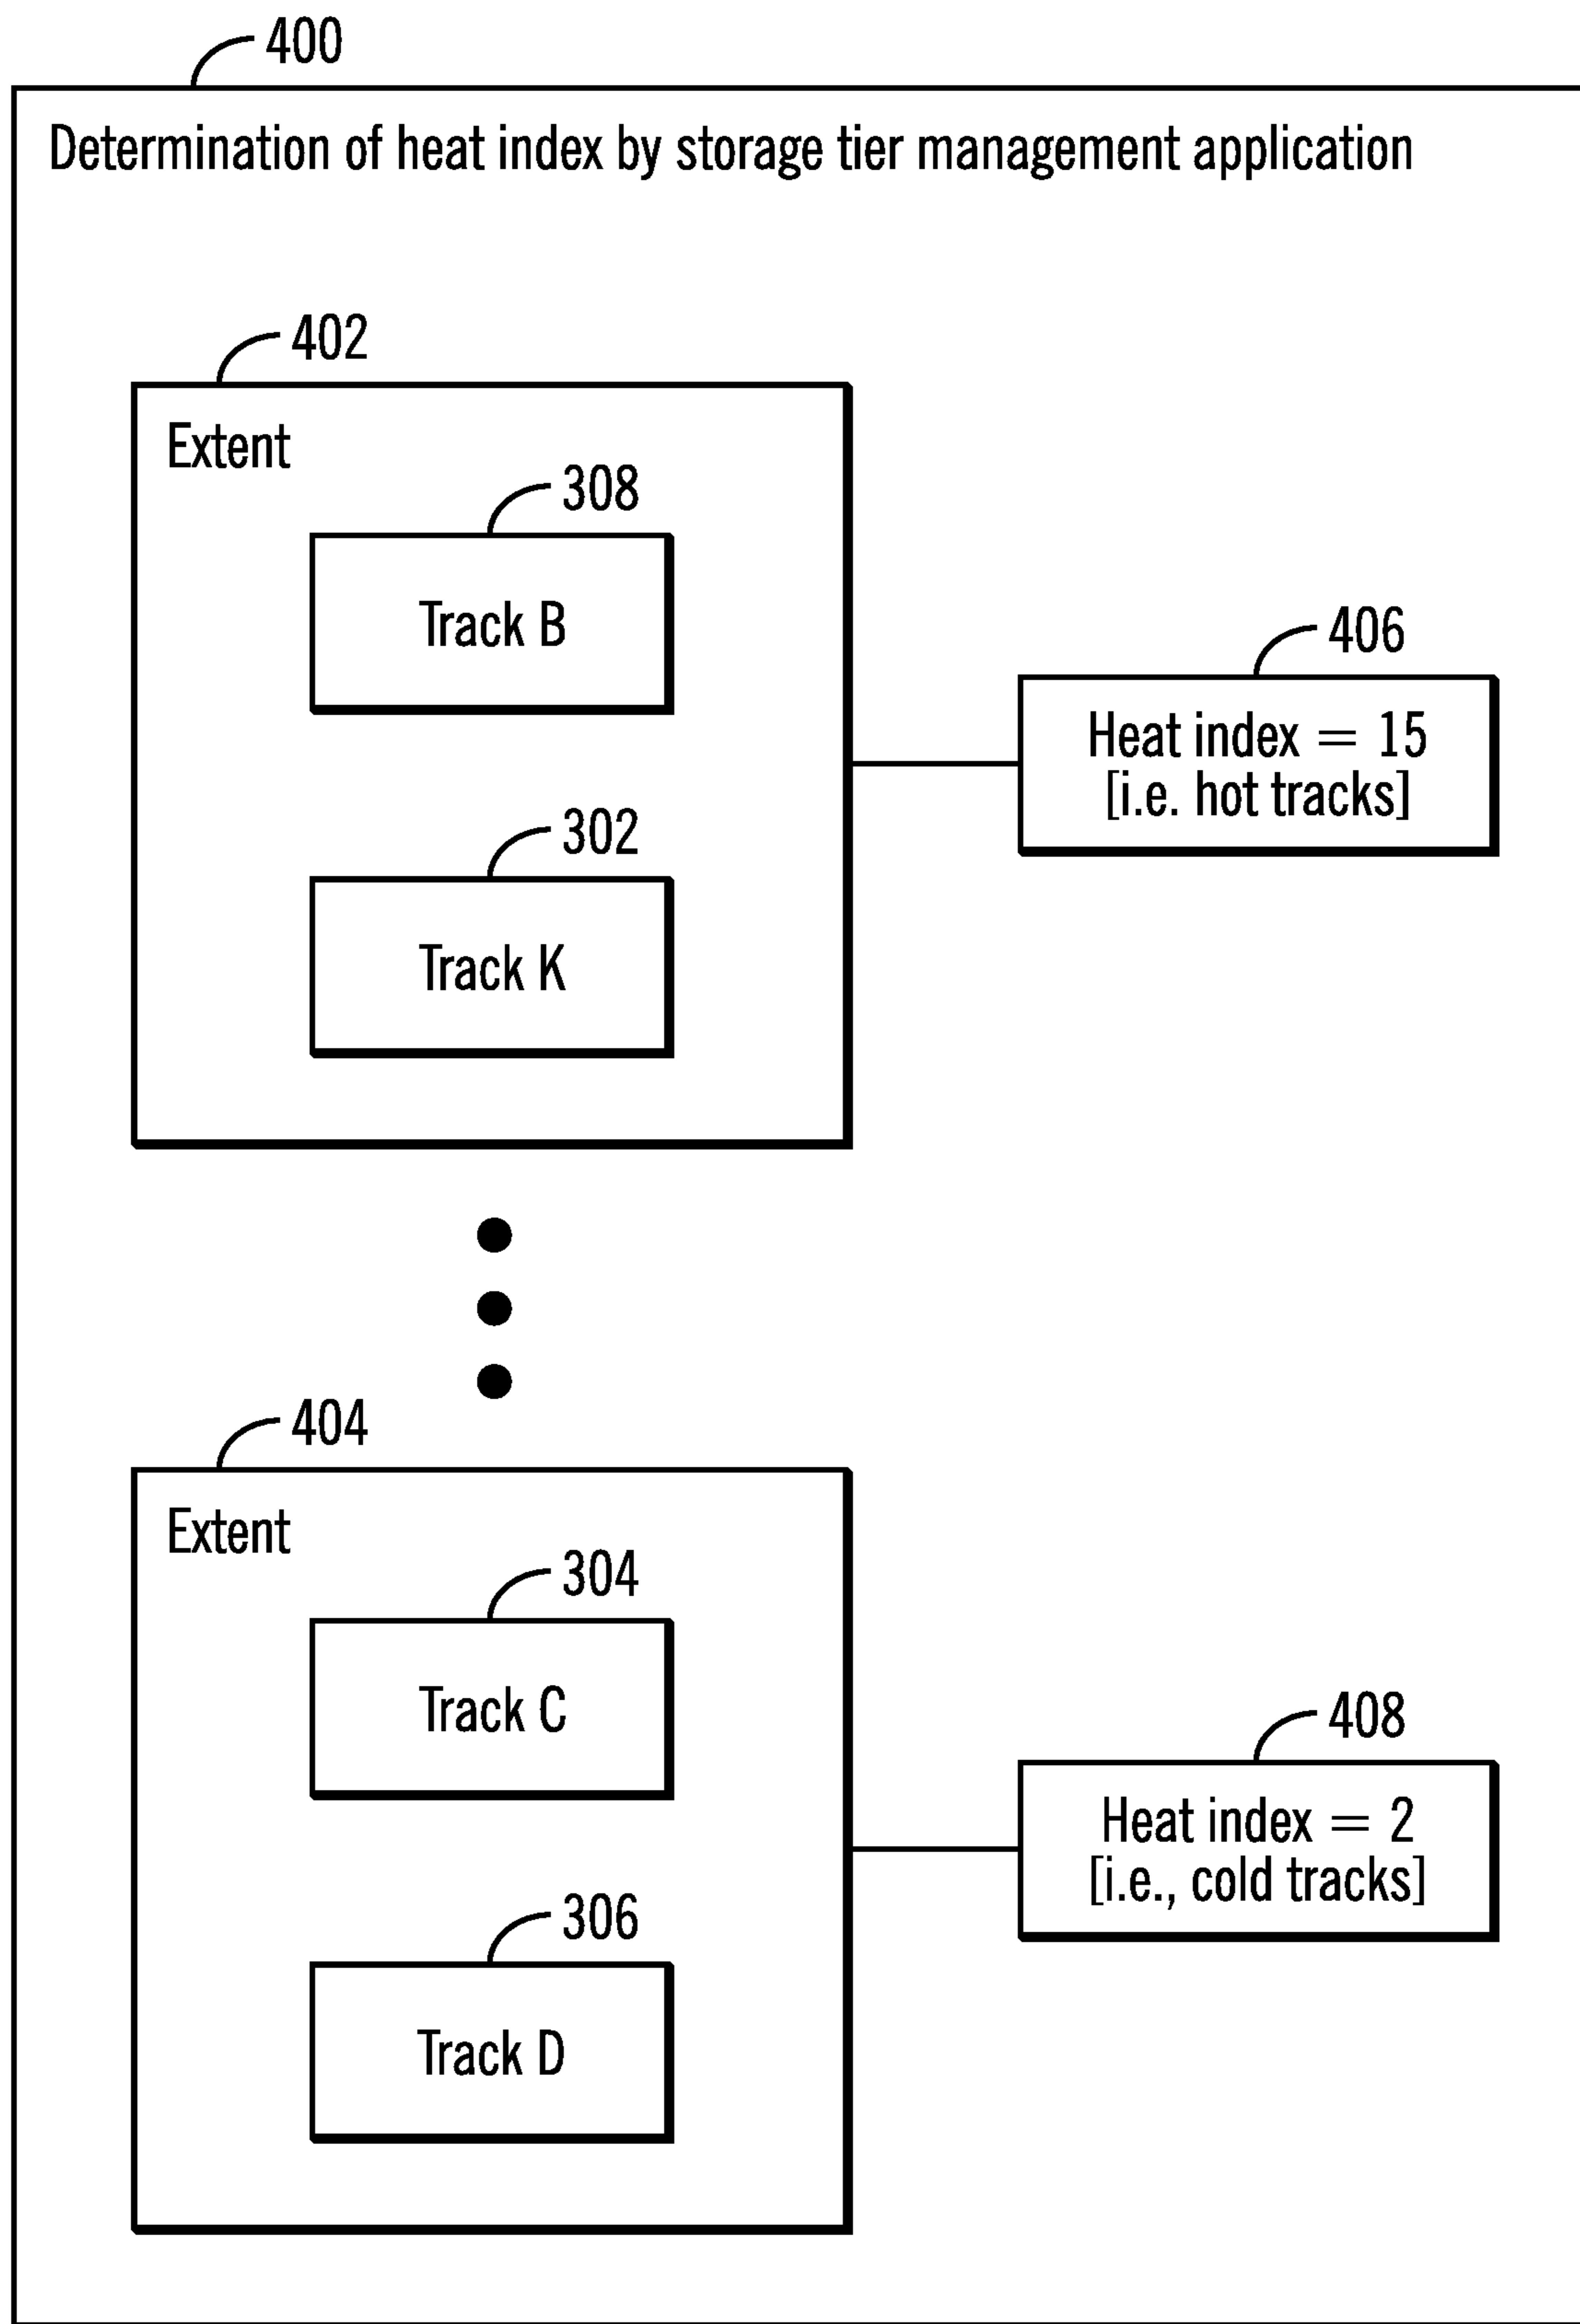 400
Determination of heat index by storage tier management application
402
Extent
308
Track B
302
Track K
406
Heat index = 15
[i.e. hot tracks]
404
Extent
304
Track C
306
Track D
408
Heat index = 2
[i.e., cold tracks]